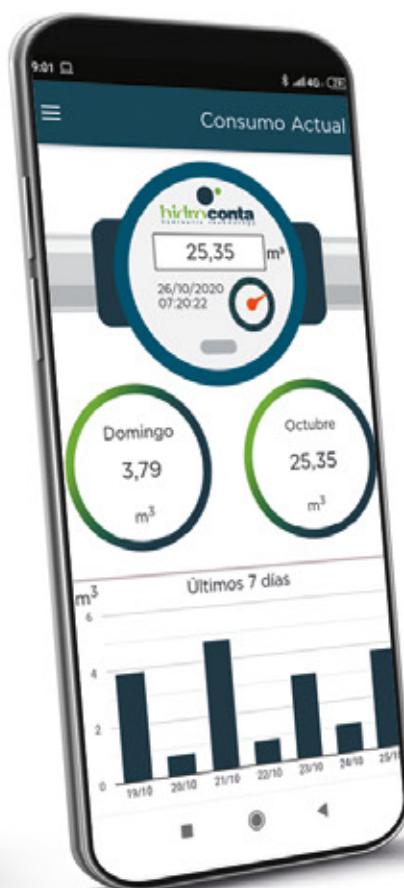 9:01
4G
Consumo Actual
hidroconta
25,35 m³
26/10/2020
07:20:22
Domingo
3,79
m³
Octubre
25,35
m³
Últimos 7 días
m³
6
4
2
0
19/10 20/10 21/10 22/10 23/10 24/10 25/10